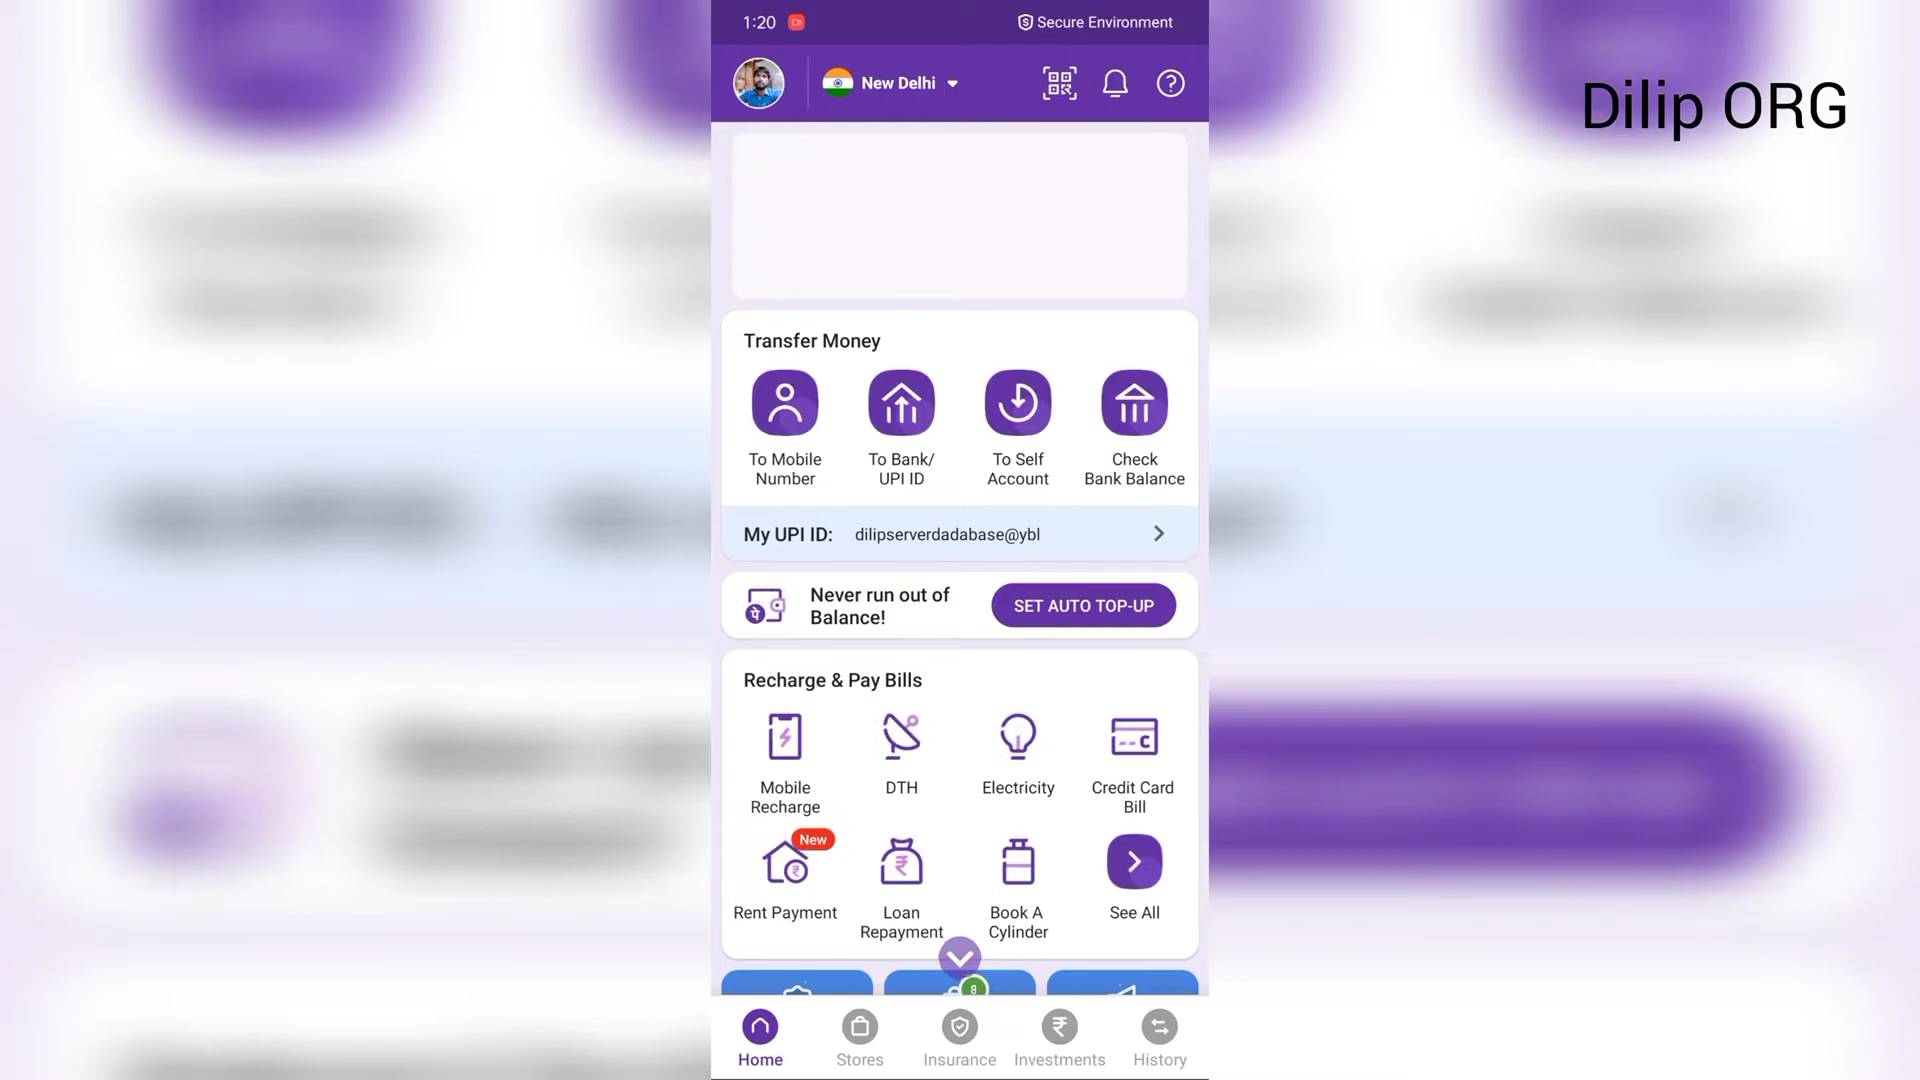 1:20
Secure Environment
New Delhi
Dilip ORG
Transfer Money
To Mobile
Number
To Bank/
UPI ID
To Self
Account
Check
Bank Balance
My UPI ID: dilipserverdadabase@ybl
पे
Never run out of
Balance!
SET AUTO TOP-UP
Recharge & Pay Bills
Mobile
Recharge
DTH
Electricity
C
Credit Card
Bill
New
₹
Rent Payment
₹
Loan
Repayment
Book A
Cylinder
See All
8
Home
Stores
Insurance
₹
Investments
History